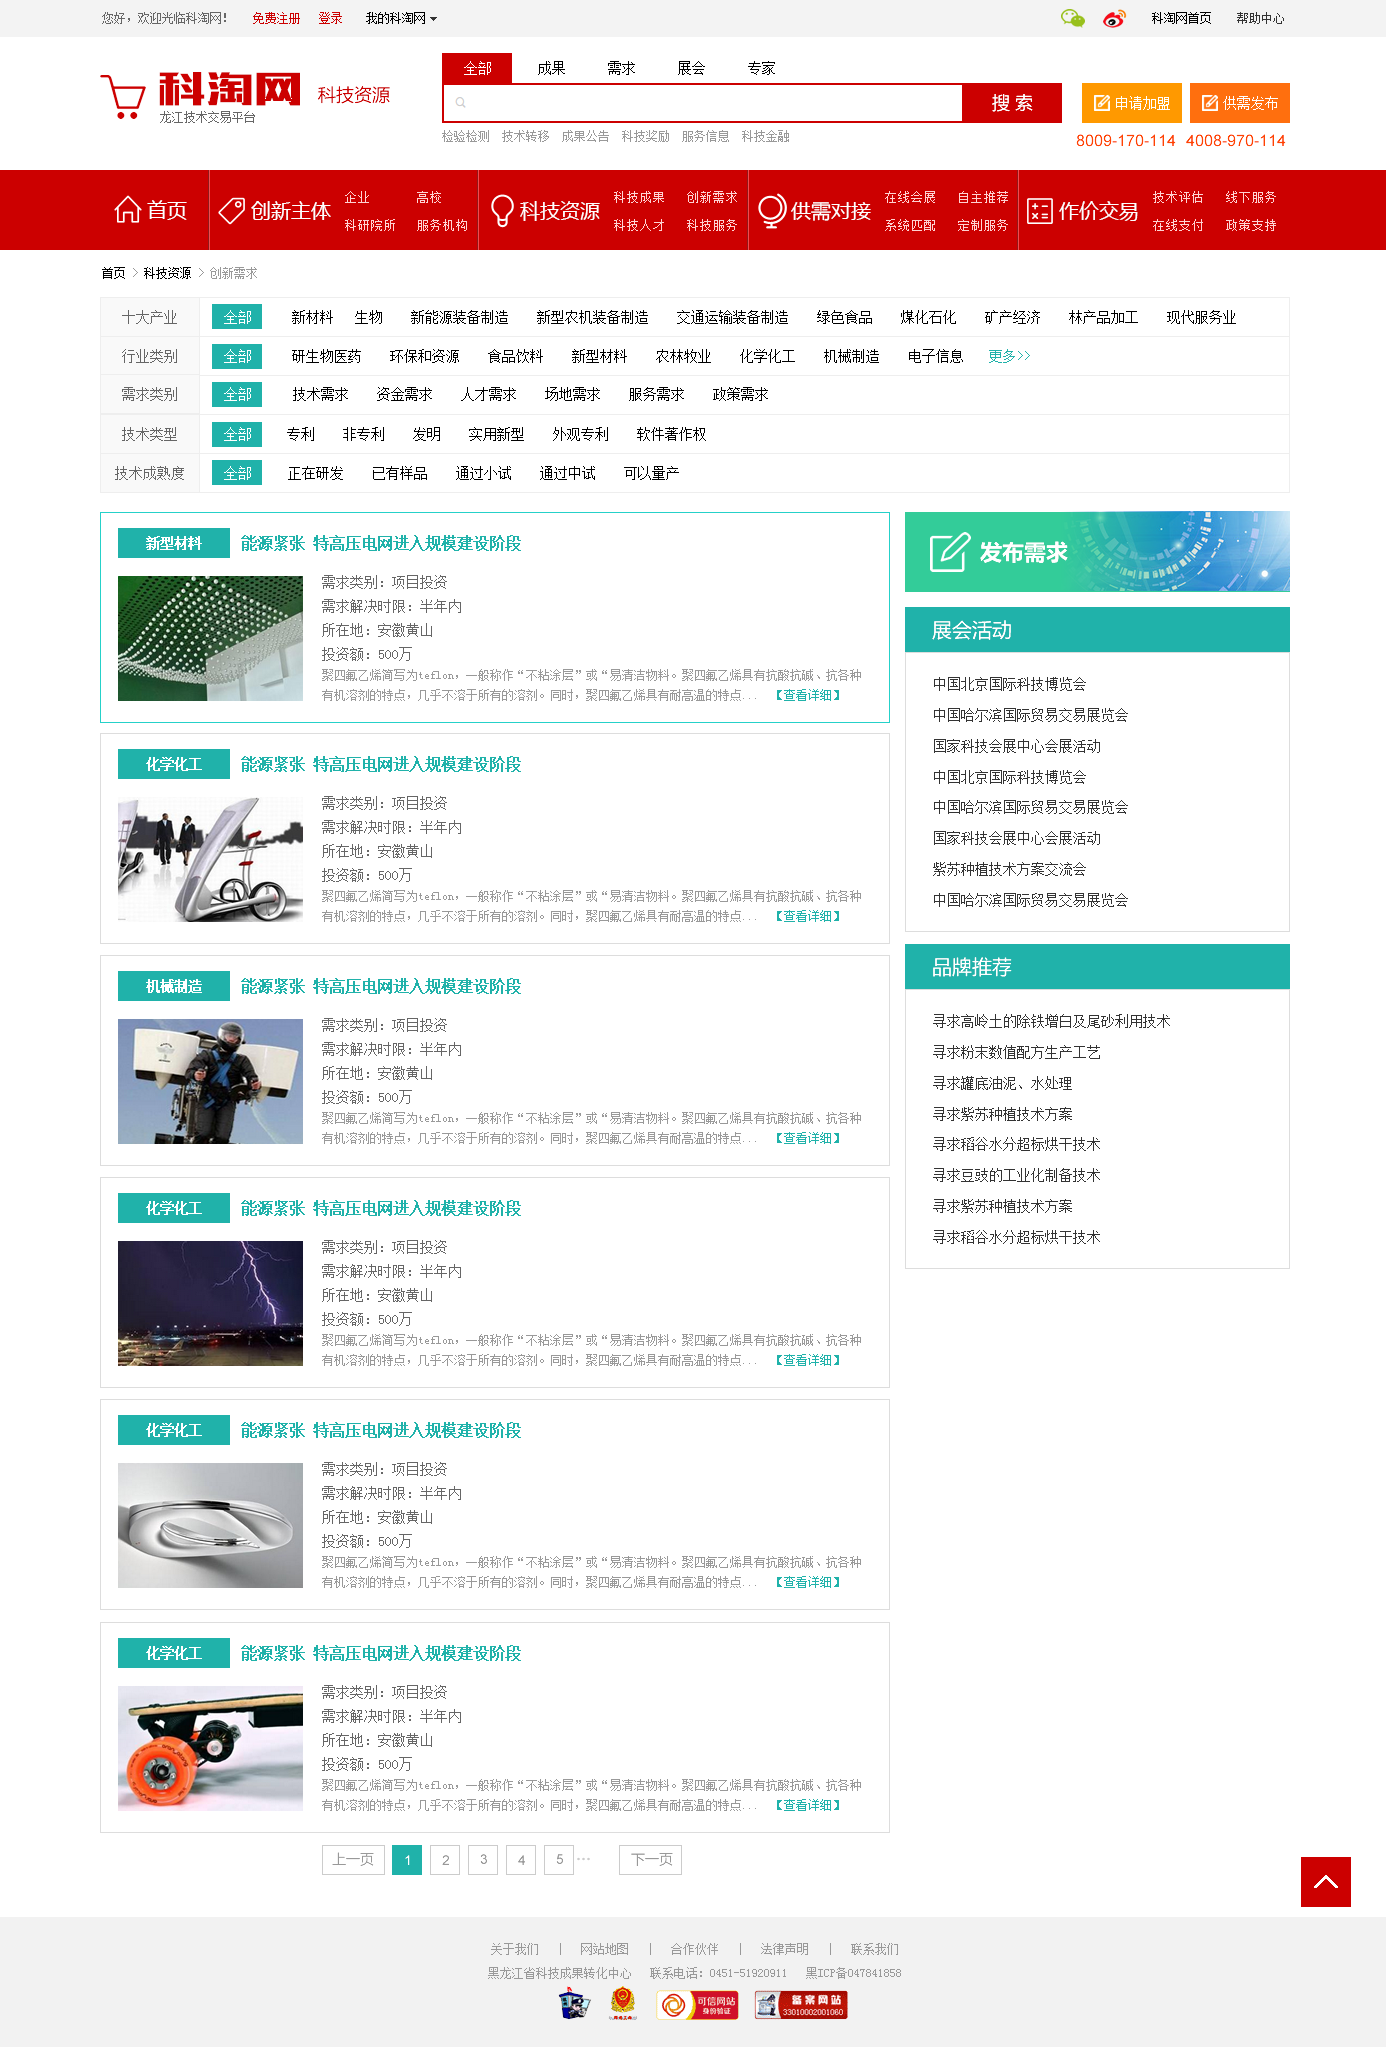 您好，欢迎光临科淘网！ 免费注册 登录 我的科淘网 科淘网首页 帮助中心
全部 成果 需求 展会 专家
科淘网 科技资源
龙江技术交易平台
搜 索 申请加盟 供需发布
检验检测 技术转移 成果公告 科技奖励 服务信息 科技金融
8009-170-114 4008-970-114
首页 创新主体 企业 高校 科技资源 科技成果 创新需求 供需对接 在线会展 自主推荐 作价交易 技术评估 线下服务
科研院所 服务机构 科技人才 科技服务 系统匹配 定制服务 在线支付 政策支持
首页 > 科技资源 > 创新需求
十大产业 全部 新材料 生物 新能源装备制造 新型农机装备制造 交通运输装备制造 绿色食品 煤化石化 矿产经济 林产品加工 现代服务业
行业类别 全部 研生物医药 环保和资源 食品饮料 新型材料 农林牧业 化学化工 机械制造 电子信息 更多>>
需求类别 全部 技术需求 资金需求 人才需求 场地需求 服务需求 政策需求
技术类型 全部 专利 非专利 发明 实用新型 外观专利 软件著作权
技术成熟度 全部 正在研发 已有样品 通过小试 通过中试 可以量产
新型材料 能源紧张 特高压电网进入规模建设阶段
需求类别：项目投资
需求解决时限：半年内
所在地：安徽黄山
投资额：500万
聚四氟乙烯简写为teflon，一般称作“不粘涂层”或“易清洁物料。聚四氟乙烯具有抗酸抗碱、抗各种
有机溶剂的特点，几乎不溶于所有的溶剂。同时，聚四氟乙烯具有耐高温的特点... 【查看详细】
化学化工 能源紧张 特高压电网进入规模建设阶段
需求类别：项目投资
需求解决时限：半年内
所在地：安徽黄山
投资额：500万
聚四氟乙烯简写为teflon，一般称作“不粘涂层”或“易清洁物料。聚四氟乙烯具有抗酸抗碱、抗各种
有机溶剂的特点，几乎不溶于所有的溶剂。同时，聚四氟乙烯具有耐高温的特点... 【查看详细】
机械制造 能源紧张 特高压电网进入规模建设阶段
需求类别：项目投资
需求解决时限：半年内
所在地：安徽黄山
投资额：500万
聚四氟乙烯简写为teflon，一般称作“不粘涂层”或“易清洁物料。聚四氟乙烯具有抗酸抗碱、抗各种
有机溶剂的特点，几乎不溶于所有的溶剂。同时，聚四氟乙烯具有耐高温的特点... 【查看详细】
化学化工 能源紧张 特高压电网进入规模建设阶段
需求类别：项目投资
需求解决时限：半年内
所在地：安徽黄山
投资额：500万
聚四氟乙烯简写为teflon，一般称作“不粘涂层”或“易清洁物料。聚四氟乙烯具有抗酸抗碱、抗各种
有机溶剂的特点，几乎不溶于所有的溶剂。同时，聚四氟乙烯具有耐高温的特点... 【查看详细】
化学化工 能源紧张 特高压电网进入规模建设阶段
需求类别：项目投资
需求解决时限：半年内
所在地：安徽黄山
投资额：500万
聚四氟乙烯简写为teflon，一般称作“不粘涂层”或“易清洁物料。聚四氟乙烯具有抗酸抗碱、抗各种
有机溶剂的特点，几乎不溶于所有的溶剂。同时，聚四氟乙烯具有耐高温的特点... 【查看详细】
化学化工 能源紧张 特高压电网进入规模建设阶段
需求类别：项目投资
需求解决时限：半年内
所在地：安徽黄山
投资额：500万
聚四氟乙烯简写为teflon，一般称作“不粘涂层”或“易清洁物料。聚四氟乙烯具有抗酸抗碱、抗各种
有机溶剂的特点，几乎不溶于所有的溶剂。同时，聚四氟乙烯具有耐高温的特点... 【查看详细】
上一页 1 2 3 4 5 ··· 下一页
发布需求
展会活动
中国北京国际科技博览会
中国哈尔滨国际贸易交易展览会
国家科技会展中心会展活动
中国北京国际科技博览会
中国哈尔滨国际贸易交易展览会
国家科技会展中心会展活动
紫苏种植技术方案交流会
中国哈尔滨国际贸易交易展览会
品牌推荐
寻求高岭土的除铁增白及尾砂利用技术
寻求粉末数值配方生产工艺
寻求罐底油泥、水处理
寻求紫苏种植技术方案
寻求稻谷水分超标烘干技术
寻求豆豉的工业化制备技术
寻求紫苏种植技术方案
寻求稻谷水分超标烘干技术
关于我们 | 网站地图 | 合作伙伴 | 法律声明 | 联系我们
黑龙江省科技成果转化中心 联系电话：0451-51920911 黑ICP备047841858
可信网站 备案网站
身份验证 33010002001060